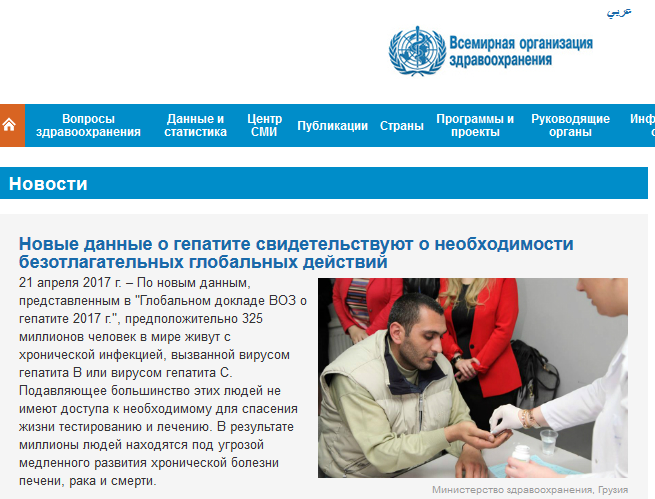 عربي
Всемирная организация
здравоохранения
Вопросы
здравоохранения
Данные и
статистика
Центр
СМИ
Публикации
Страны
Программы и
проекты
Руководящие
органы
Инф
с
Новости
Новые данные о гепатите свидетельствуют о необходимости
безотлагательных глобальных действий
21 апреля 2017 г. – По новым данным,
представленным в "Глобальном докладе ВОЗ о
гепатите 2017 г.", предположительно 325
миллионов человек в мире живут с
хронической инфекцией, вызванной вирусом
гепатита B или вирусом гепатита C.
Подавляющее большинство этих людей не
имеют доступа к необходимому для спасения
жизни тестированию и лечению. В результате
миллионы людей находятся под угрозой
медленного развития хронической болезни
печени, рака и смерти.
Министерство здравоохранения, Грузия